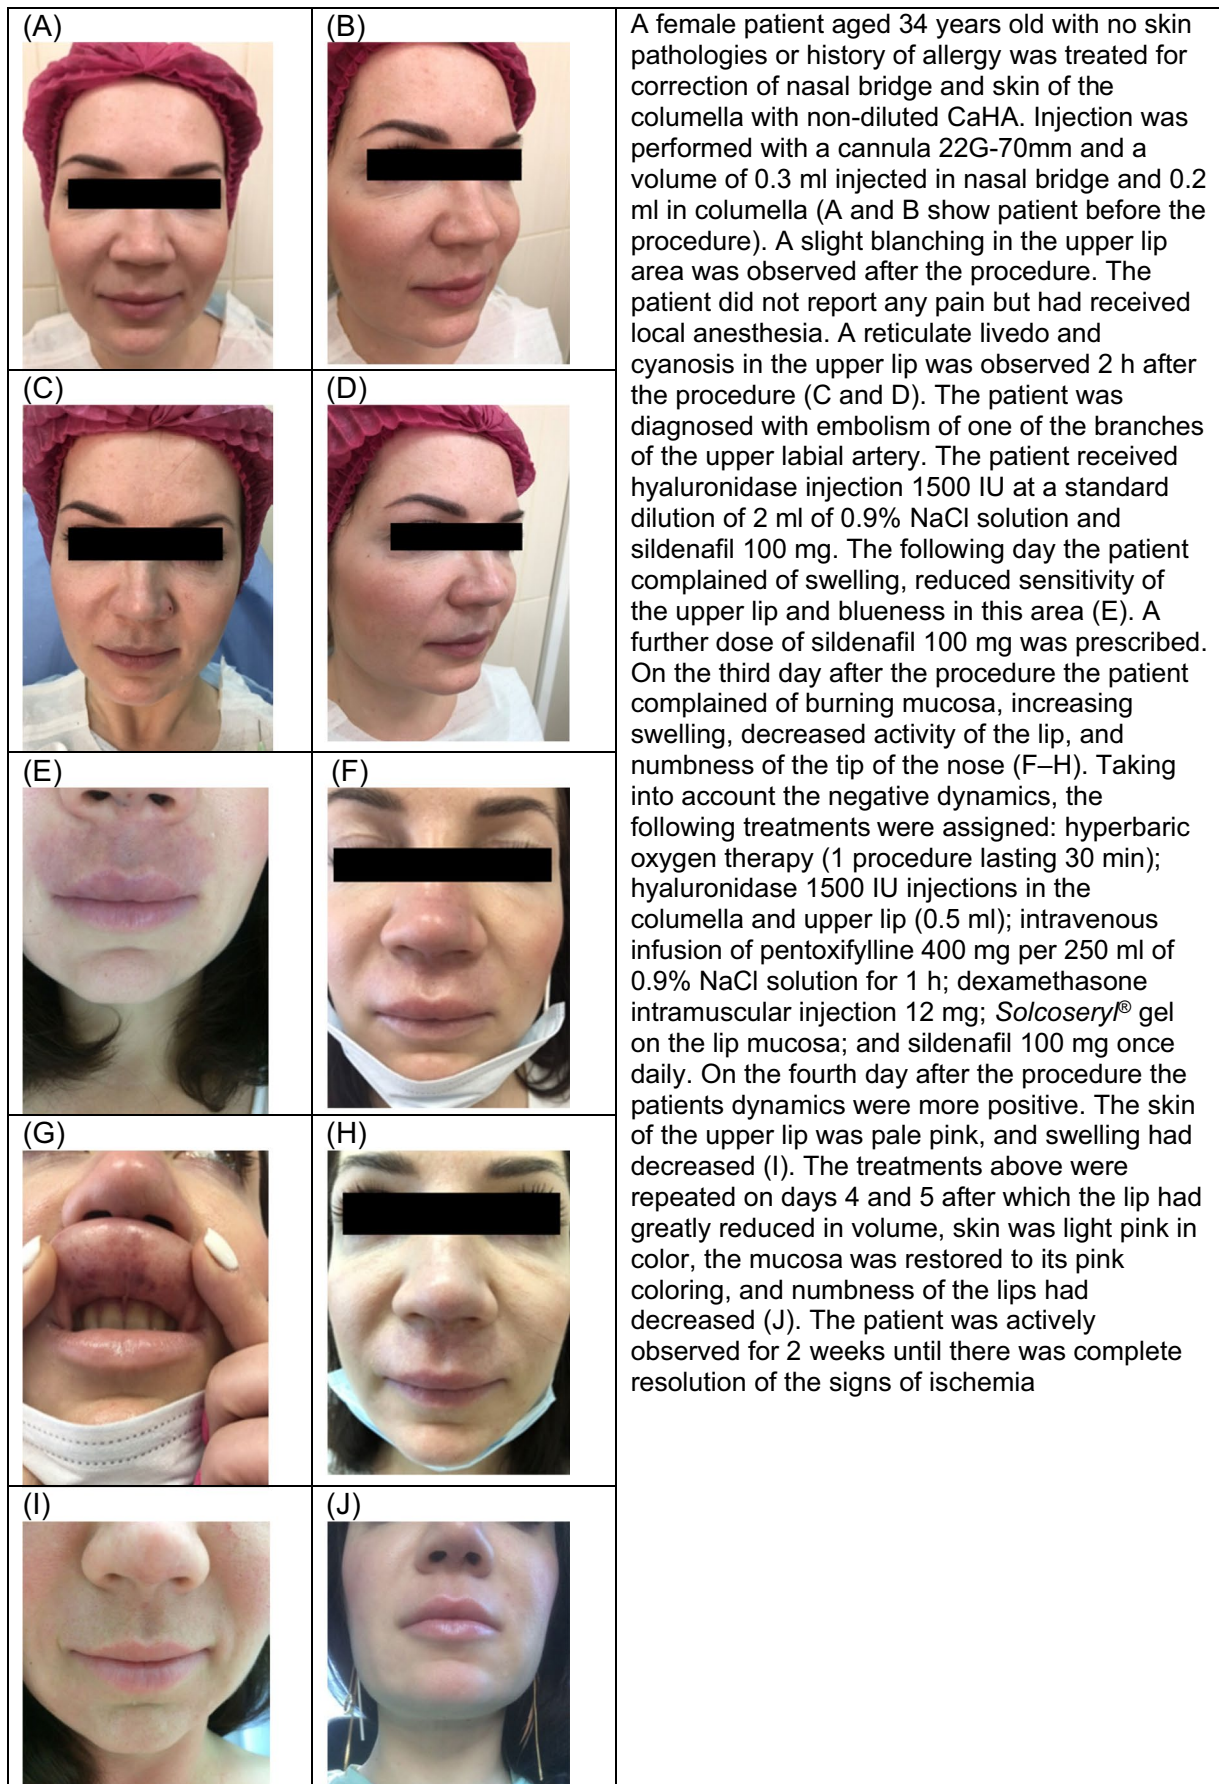 (A)
(B)
(C)
(D)
(E)
(F)
(G)
(H)
(I)
(J)
A female patient aged 34 years old with no skin
pathologies or history of allergy was treated for
correction of nasal bridge and skin of the
columella with non-diluted CaHA. Injection was
performed with a cannula 22G-70mm and a
volume of 0.3 ml injected in nasal bridge and 0.2
ml in columella (A and B show patient before the
procedure). A slight blanching in the upper lip
area was observed after the procedure. The
patient did not report any pain but had received
local anesthesia. A reticulate livedo and
cyanosis in the upper lip was observed 2 h after
the procedure (C and D). The patient was
diagnosed with embolism of one of the branches
of the upper labial artery. The patient received
hyaluronidase injection 1500 IU at a standard
dilution of 2 ml of 0.9% NaCl solution and
sildenafil 100 mg. The following day the patient
complained of swelling, reduced sensitivity of
the upper lip and blueness in this area (E). A
further dose of sildenafil 100 mg was prescribed.
On the third day after the procedure the patient
complained of burning mucosa, increasing
swelling, decreased activity of the lip, and
numbness of the tip of the nose (F–H). Taking
into account the negative dynamics, the
following treatments were assigned: hyperbaric
oxygen therapy (1 procedure lasting 30 min);
hyaluronidase 1500 IU injections in the
columella and upper lip (0.5 ml); intravenous
infusion of pentoxifylline 400 mg per 250 ml of
0.9% NaCl solution for 1 h; dexamethasone
intramuscular injection 12 mg; Solcoseryl® gel
on the lip mucosa; and sildenafil 100 mg once
daily. On the fourth day after the procedure the
patients dynamics were more positive. The skin
of the upper lip was pale pink, and swelling had
decreased (I). The treatments above were
repeated on days 4 and 5 after which the lip had
greatly reduced in volume, skin was light pink in
color, the mucosa was restored to its pink
coloring, and numbness of the lips had
decreased (J). The patient was actively
observed for 2 weeks until there was complete
resolution of the signs of ischemia